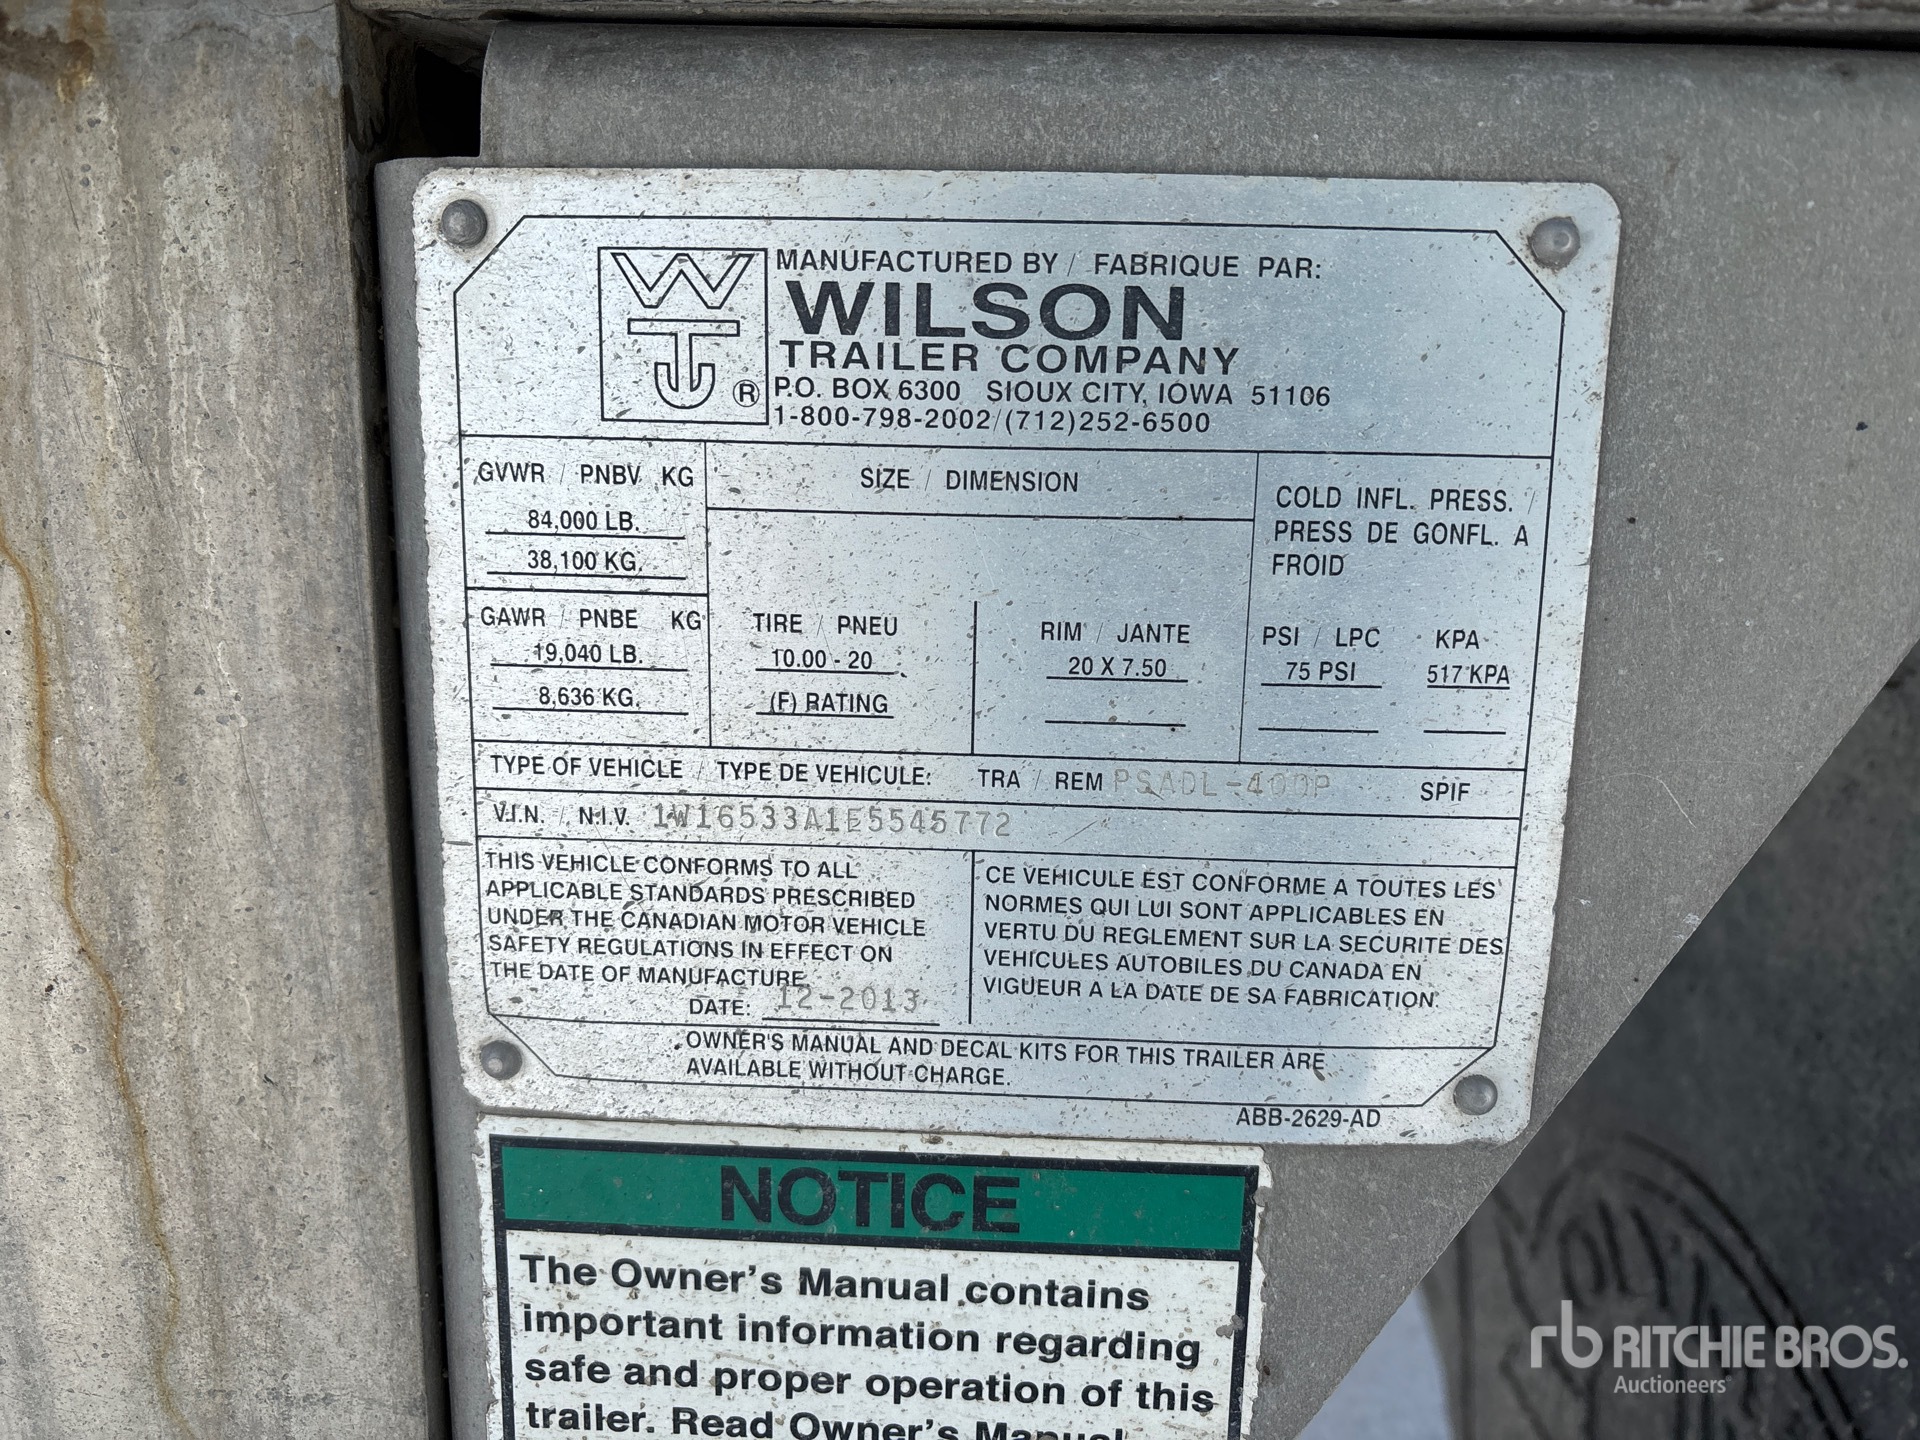 WTJ ®
MANUFACTURED BY / FABRIQUE PAR:
WILSON
TRAILER COMPANY
P.O. BOX 6300 SIOUX CITY, IOWA 51106
1-800-798-2002/(712)252-6500
GVWR / PNBV KG
84,000 LB.
38,100 KG.
SIZE / DIMENSION
COLD INFL. PRESS. /
PRESS DE GONFL. A
FROID
GAWR / PNBE KG
19,040 LB.
8,636 KG.
TIRE / PNEU
10.00 - 20
(F) RATING
RIM / JANTE
20 X 7.50
PSI / LPC KPA
75 PSI 517 KPA
TYPE OF VEHICLE / TYPE DE VEHICULE: TRA / REM PSADL-400P SPIF
V.I.N. / N.I.V. 1W16533A1E5545772
THIS VEHICLE CONFORMS TO ALL
APPLICABLE STANDARDS PRESCRIBED
UNDER THE CANADIAN MOTOR VEHICLE
SAFETY REGULATIONS IN EFFECT ON
THE DATE OF MANUFACTURE
DATE: 12-2013
CE VEHICULE EST CONFORME A TOUTES LES
NORMES QUI LUI SONT APPLICABLES EN
VERTU DU REGLEMENT SUR LA SECURITE DES
VEHICULES AUTOBILES DU CANADA EN
VIGUEUR A LA DATE DE SA FABRICATION.
OWNER'S MANUAL AND DECAL KITS FOR THIS TRAILER ARE
AVAILABLE WITHOUT CHARGE.
ABB-2629-AD
NOTICE
The Owner's Manual contains
important information regarding
safe and proper operation of this
trailer. Read Owner's Manual
rb RITCHIE BROS.
Auctioneers